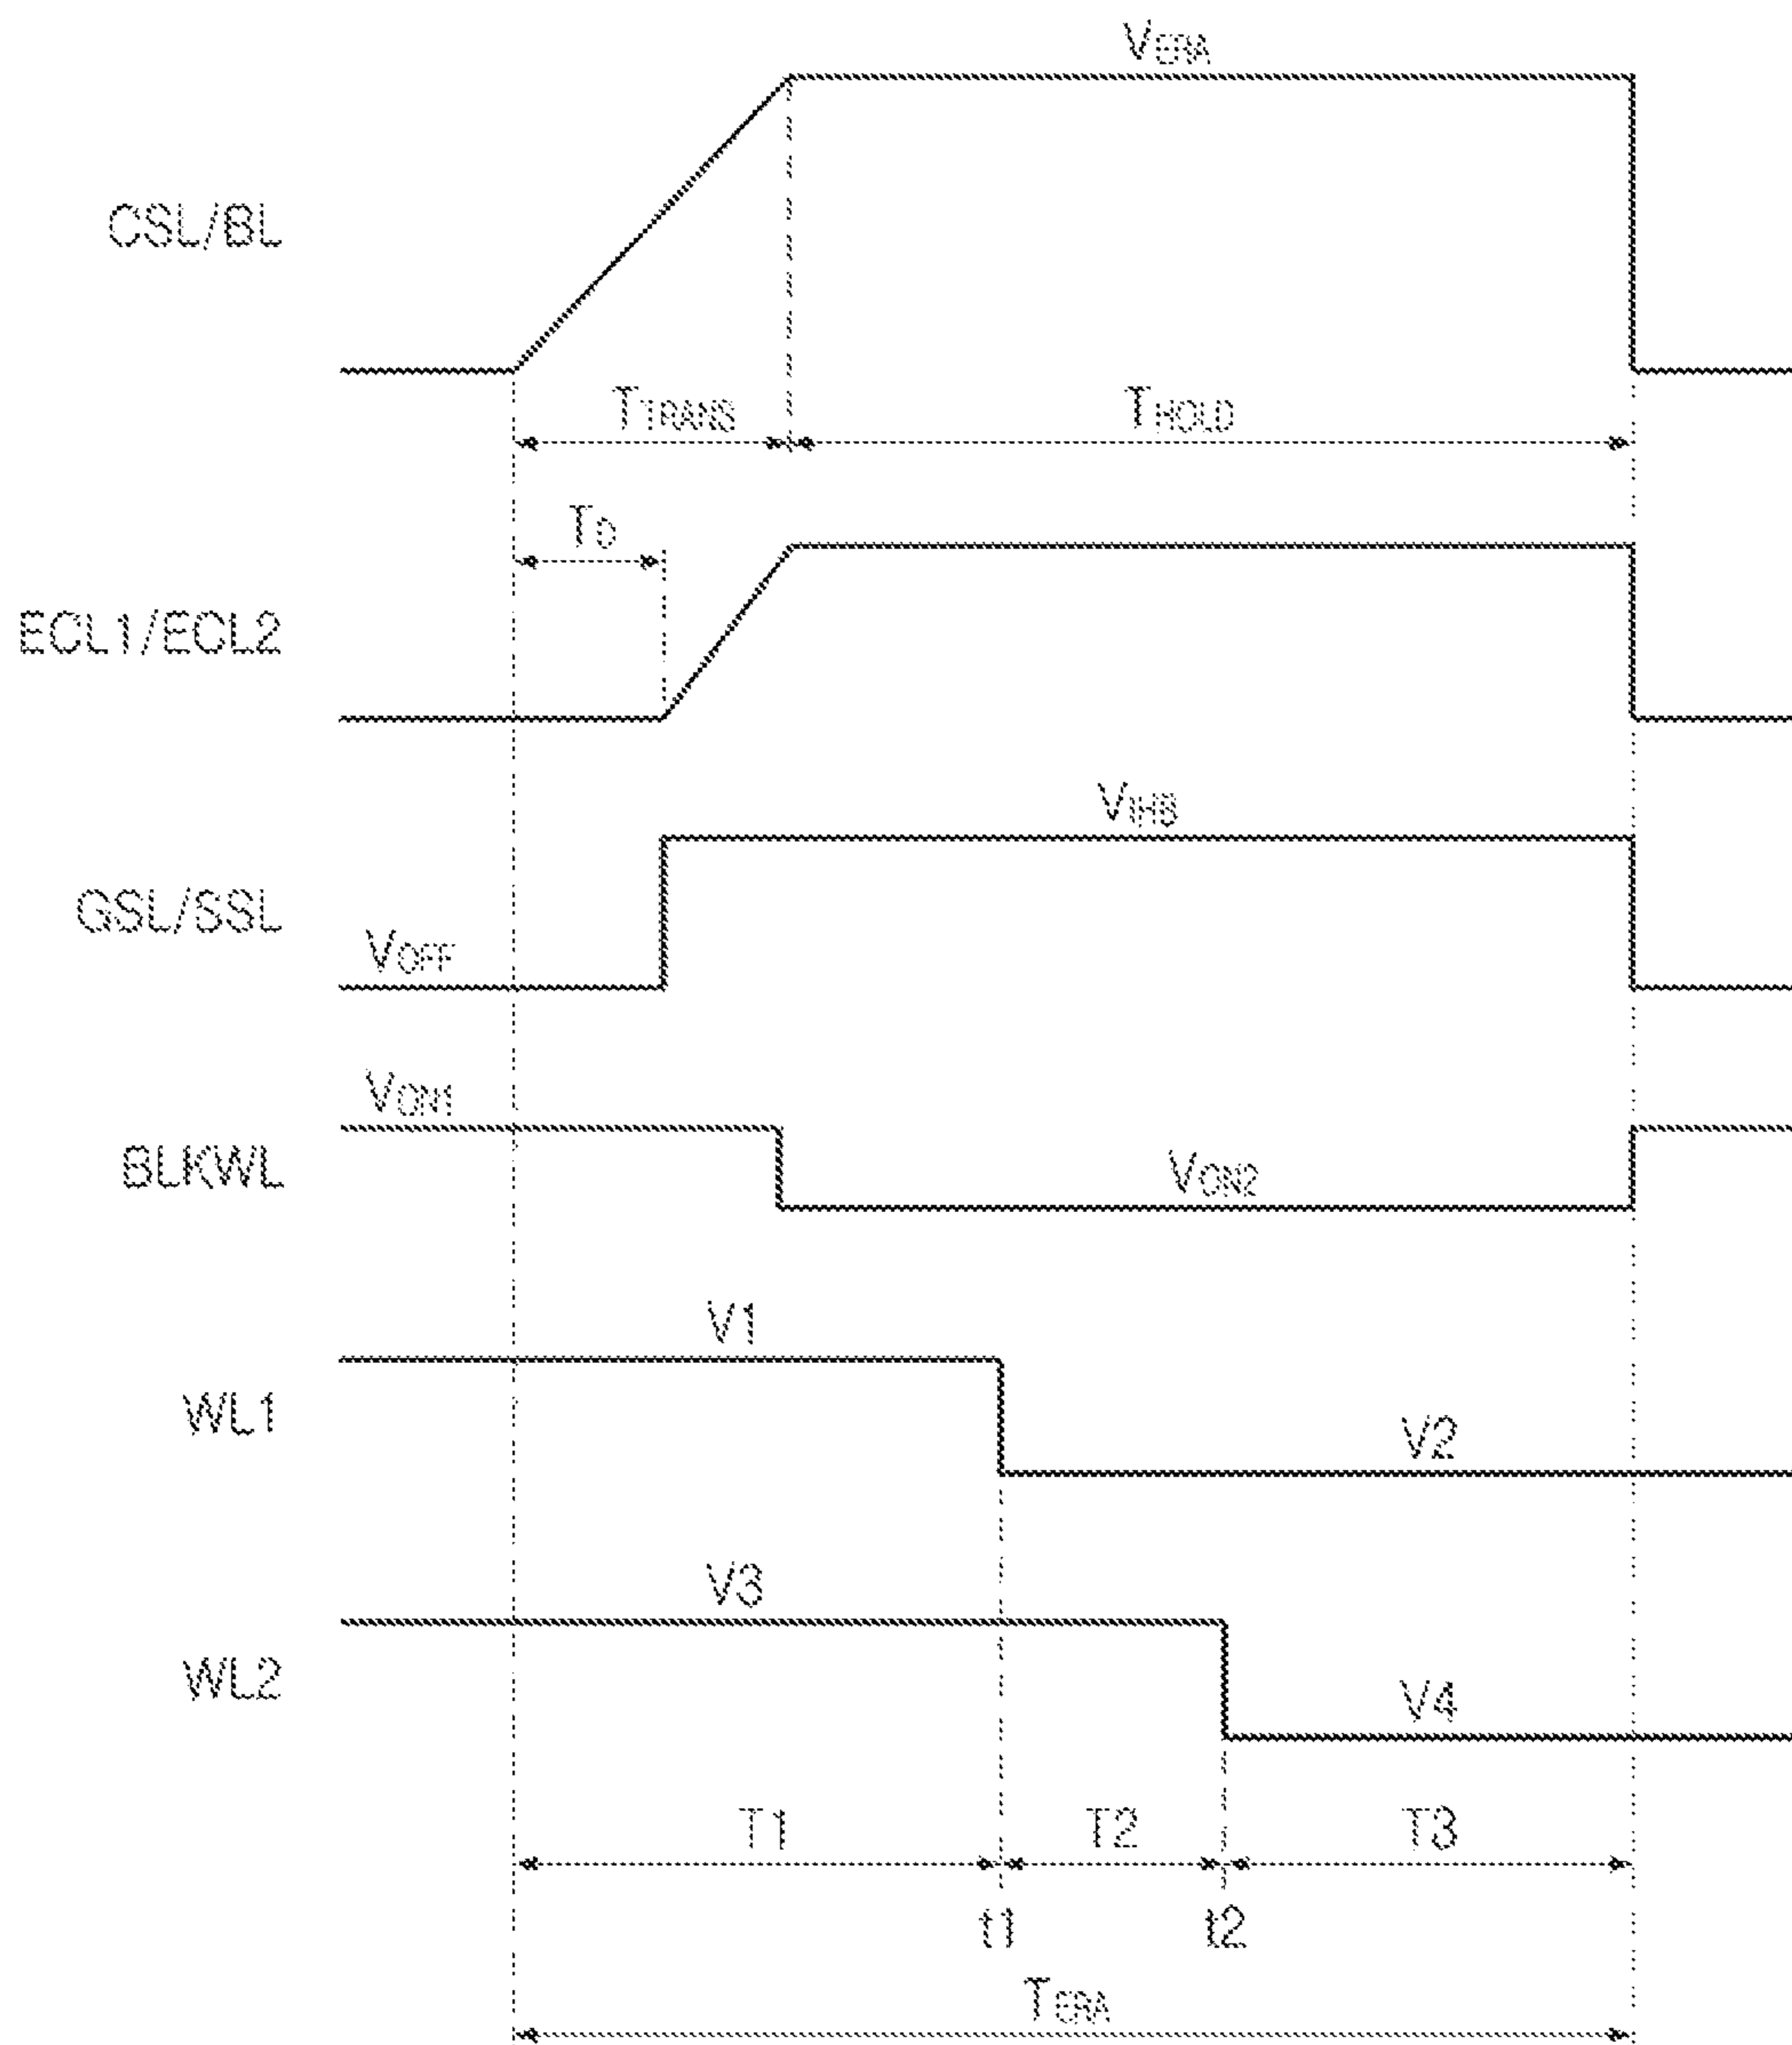 VERA
CSL/BL
TTRANS THOLD
TD
ECL1/ECL2
VIHB
GSL/SSL
VOFF
VON1
BLKWL
VON2
V1
WL1
V2
V3
WL2
V4
T1 T2 T3
t1 t2
TERA